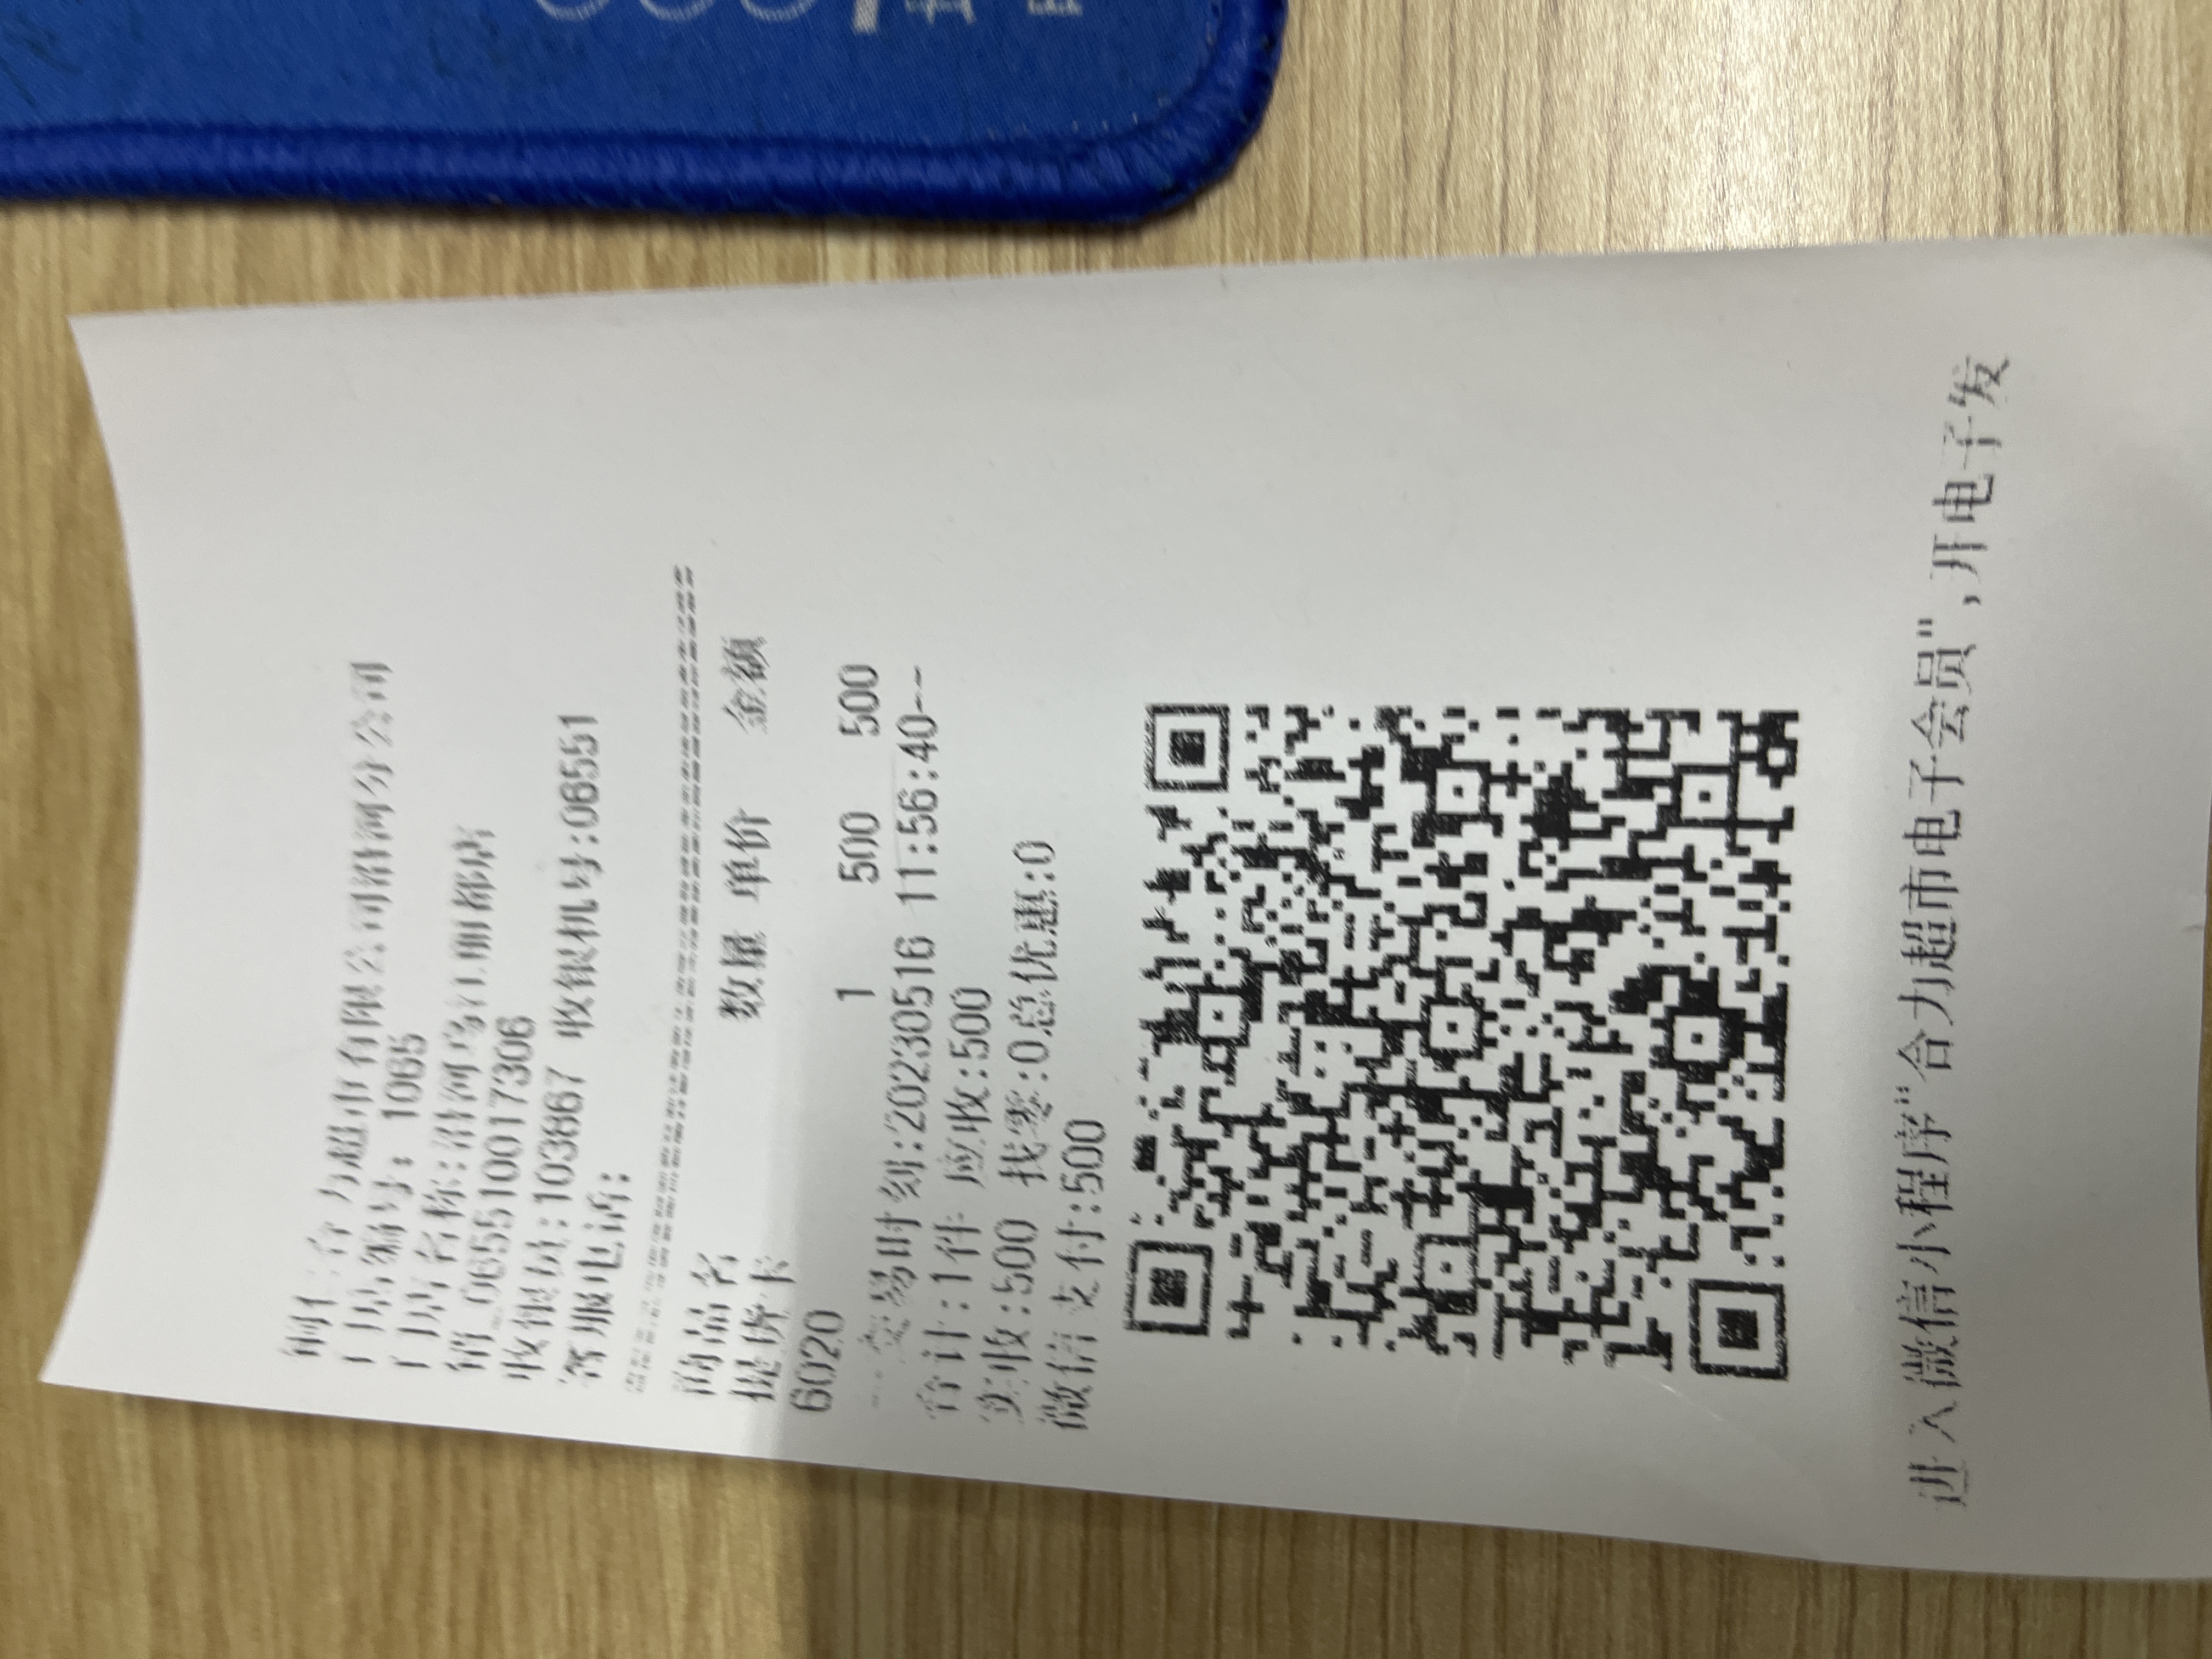 合力超市有限公司沿河分公司
门店编号: 1065
门店名称:沿河乌江丽都店
销_0655100173​06
收银员:103867 收银机号:06551
客服电话:
商品名 数量 单价 金额
提货卡
6020 1 500 500
交易时刻:20230516 11:56:40--
合计:1件 应收:500
实收:500 找零:0总优惠:0
微信支付:500
进入微信小程序"合力超市电子会员",开电子发